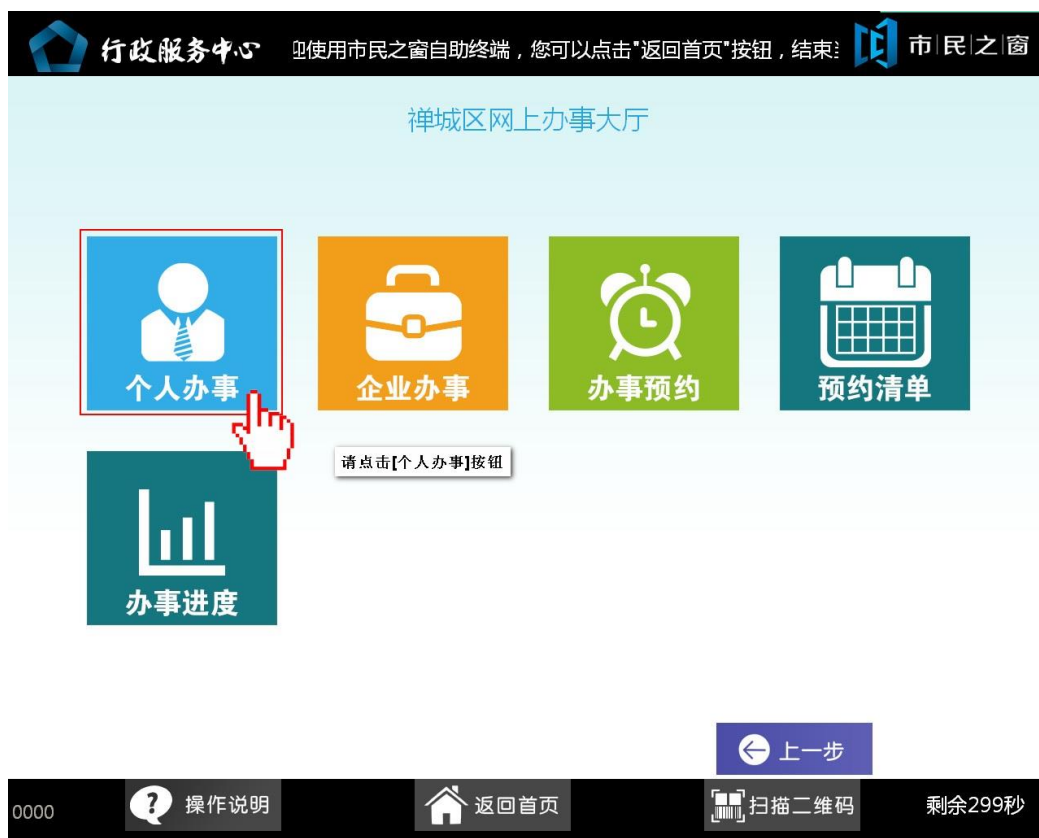 行政服务中心
迎使用市民之窗自助终端，您可以点击"返回首页"按钮，结束
市民之窗
禅城区网上办事大厅
个人办事
企业办事
办事预约
预约清单
请点击[个人办事]按钮
办事进度
上一步
0000
操作说明
返回首页
扫描二维码
剩余299秒